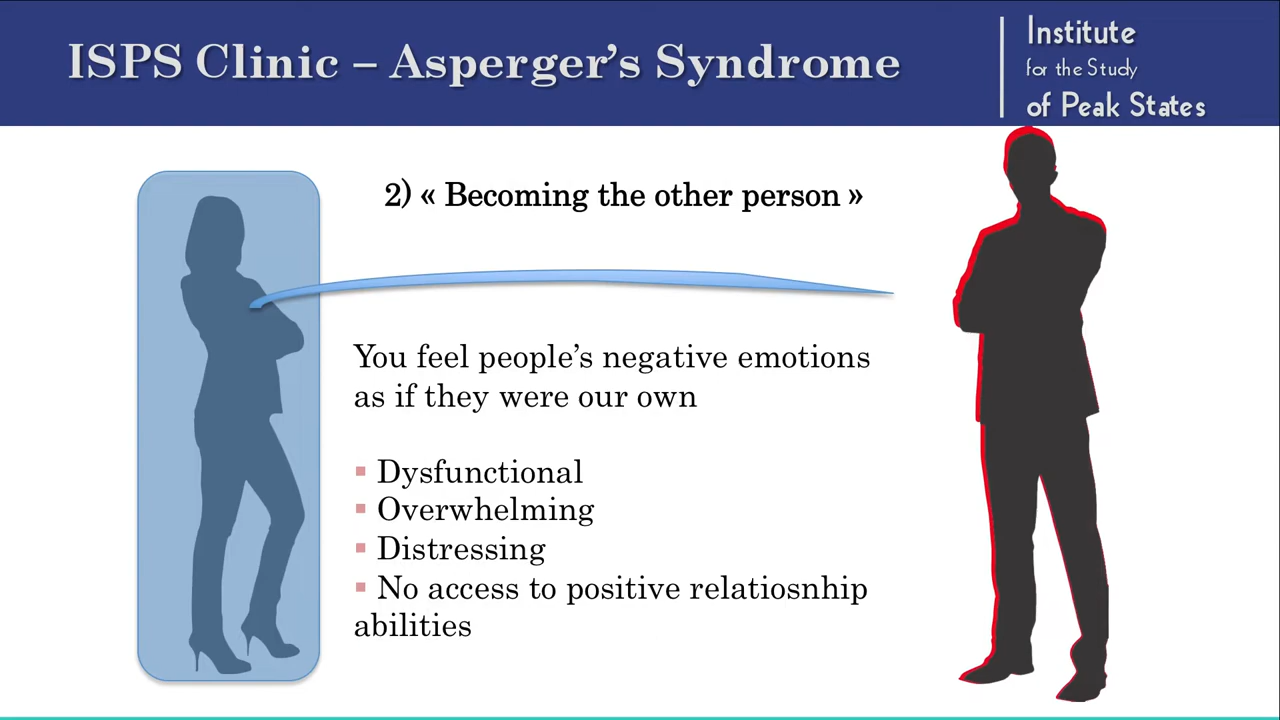 ISPS Clinic – Asperger’s Syndrome
Institute
for the Study
of Peak States
2) « Becoming the other person »
You feel people’s negative emotions
as if they were our own
▪ Dysfunctional
▪ Overwhelming
▪ Distressing
▪ No access to positive relatiosnhip
abilities